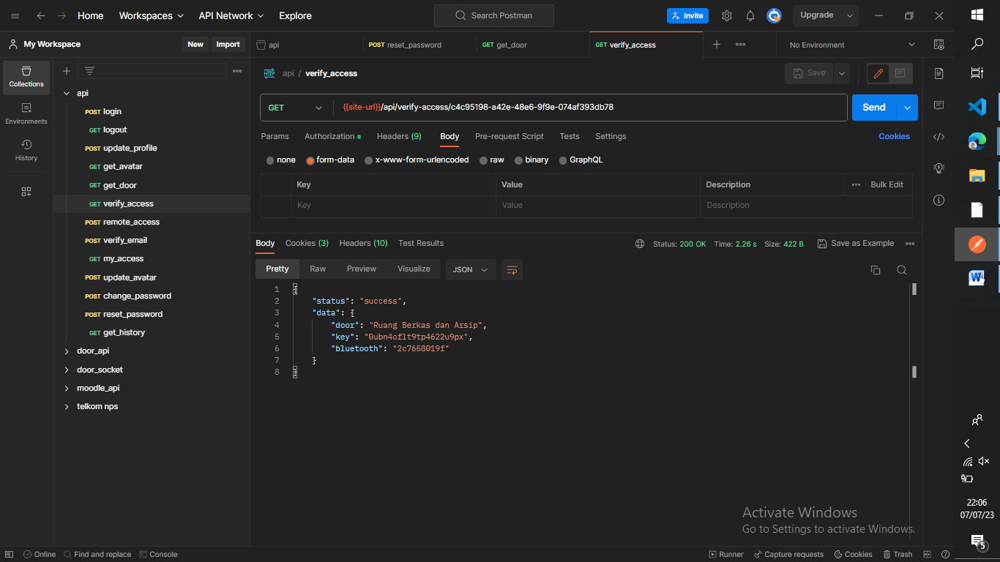 Home Workspaces API Network Explore Search Postman Invite Upgrade
My Workspace New Import
api POST reset_password GET get_door GET verify_access No Environment
Collections
Environments
History
api
POST login
GET logout
POST update_profile
GET get_avatar
GET get_door
GET verify_access
POST remote_access
POST verify_email
GET my_access
POST update_avatar
POST change_password
POST reset_password
GET get_history
door_api
door_socket
moodle_api
telkom nps
HTTP api / verify_access Save
GET {{site-url}}/api/verify-access/c4c95198-a42e-48e6-9f9e-074af393db78 Send
Params Authorization Headers (9) Body Pre-request Script Tests Settings Cookies
none form-data x-www-form-urlencoded raw binary GraphQL
Key Value Description Bulk Edit
Key Value Description
Body Cookies (3) Headers (10) Test Results Status: 200 OK Time: 2.26 s Size: 422 B Save as Example
Pretty Raw Preview Visualize JSON
1 {
2 "status": "success",
3 "data": {
4 "door": "Ruang Berkas dan Arsip",
5 "key": "0ubn4oflt9tp4622u9px",
6 "bluetooth": "2c7658019f"
7 }
8 }
Activate Windows
Go to Settings to activate Windows.
Online Find and replace Console Runner Capture requests Cookies Trash
22:06
07/07/23
5